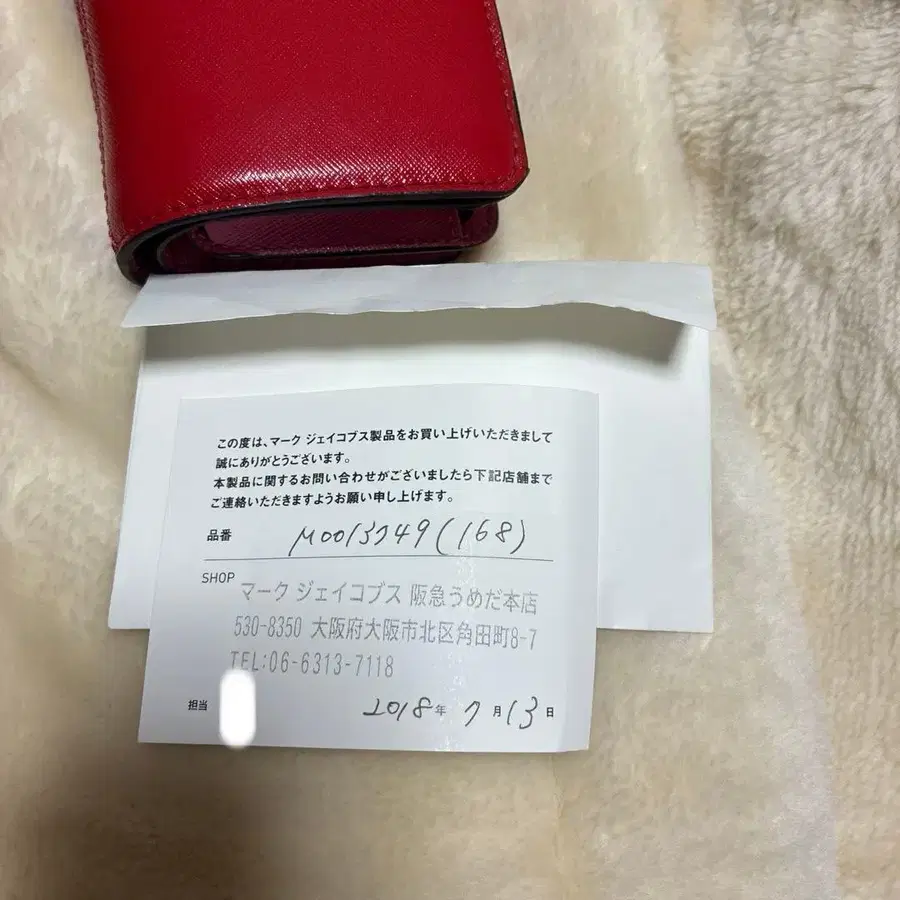 この度は、マーク ジェイコブス製品をお買い上げいただきまして
誠にありがとうございます。
本製品に関するお問い合わせがございましたら下記店舗まで
ご連絡いただきますようお願い申し上げます。
品番 M0013749(168)
SHOP マーク ジェイコブス 阪急うめだ本店
530-8350 大阪府大阪市北区角田町8-7
TEL:06-6313-7118
担当 2018年 7月13日